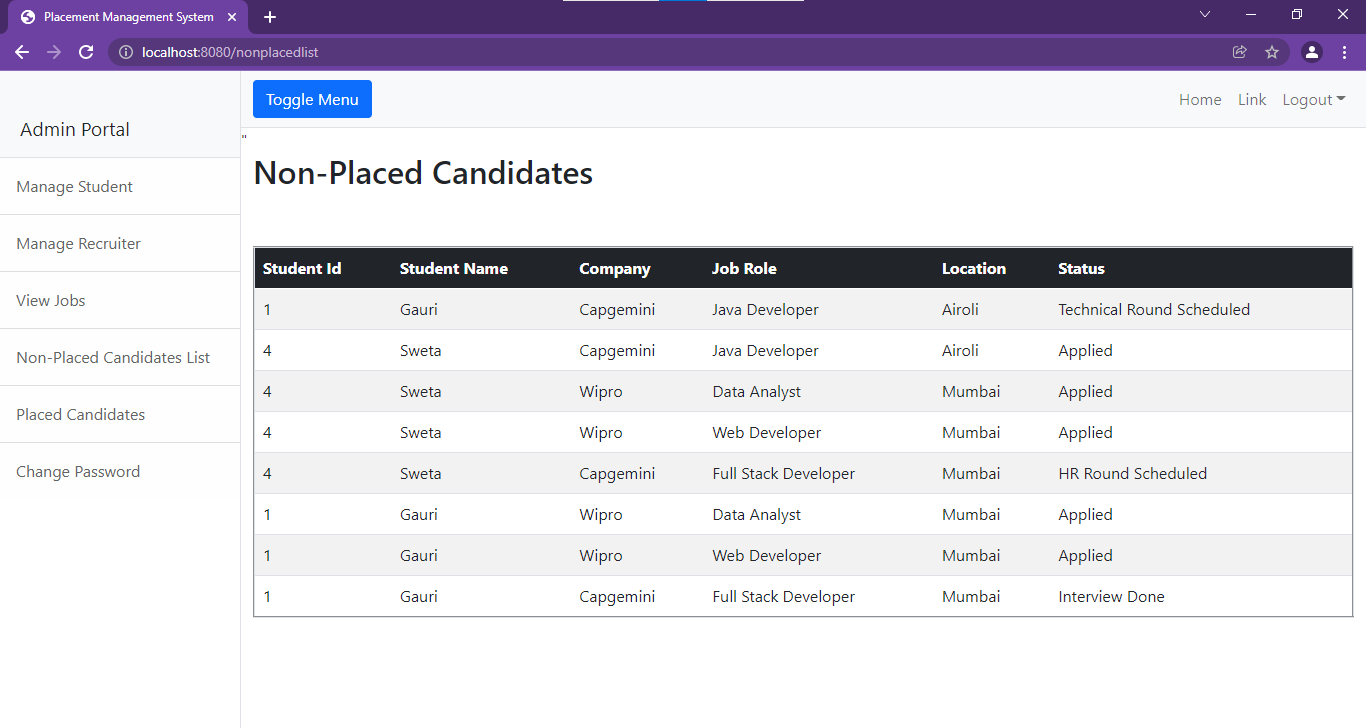 Placement Management System
localhost:8080/nonplacedlist
Toggle Menu Home Link Logout
Admin Portal
"
Non-Placed Candidates
Manage Student
Manage Recruiter
View Jobs
Non-Placed Candidates List
Placed Candidates
Change Password
Student Id Student Name Company Job Role Location Status
1 Gauri Capgemini Java Developer Airoli Technical Round Scheduled
4 Sweta Capgemini Java Developer Airoli Applied
4 Sweta Wipro Data Analyst Mumbai Applied
4 Sweta Wipro Web Developer Mumbai Applied
4 Sweta Capgemini Full Stack Developer Mumbai HR Round Scheduled
1 Gauri Wipro Data Analyst Mumbai Applied
1 Gauri Wipro Web Developer Mumbai Applied
1 Gauri Capgemini Full Stack Developer Mumbai Interview Done